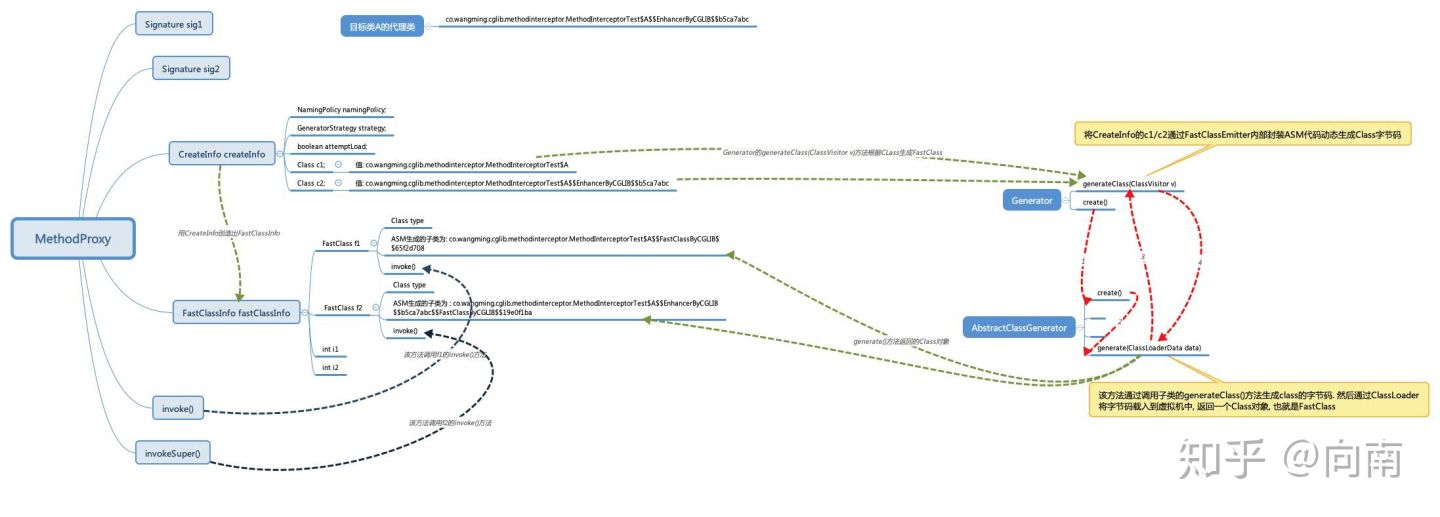 Signature sig1
目标类A的代理类
co.wangming.cglib.methodinterceptor.MethodInterceptorTest$A$$EnhancerByCGLIB$$b5ca7abc
Signature sig2
NamingPolicy namingPolicy;
GeneratorStrategy strategy;
CreateInfo createInfo
boolean attemptLoad;
Class c1;
值: co.wangming.cglib.methodinterceptor.MethodInterceptorTest$A
Class c2;
值: co.wangming.cglib.methodinterceptor.MethodInterceptorTest$A$$EnhancerByCGLIB$$b5ca7abc
将CreateInfo的c1/c2通过FastClassEmitter内部封装ASM代码动态生成Class字节码
Generator的generateClass(ClassVisitor v)方法根据CLass生成FastClass
generateClass(ClassVisitor v)
Generator
create()
MethodProxy
用CreateInfo创造出FastClassInfo
Class type
FastClass f1
ASM生成的子类为: co.wangming.cglib.methodinterceptor.MethodInterceptorTest$A$$FastClassByCGLIB$
$65f2d708
invoke()
1
3
4
Class type
FastClassInfo fastClassInfo
FastClass f2
ASM生成的子类为 : co.wangming.cglib.methodinterceptor.MethodInterceptorTest$A$$EnhancerByCGLIB
$$b5ca7abc$$FastClassByCGLIB$$19e0f1ba
invoke()
int i1
int i2
该方法调用f1的invoke()方法
create()
2
AbstractClassGenerator
generate()方法返回的Class对象
generate(ClassLoaderData data)
invoke()
该方法调用f2的invoke()方法
invokeSuper()
该方法通过调用子类的generateClass()方法生成class的字节码. 然后通过ClassLoader
将字节码载入到虚拟机中, 返回一个Class对象, 也就是FastClass
知乎 @向南